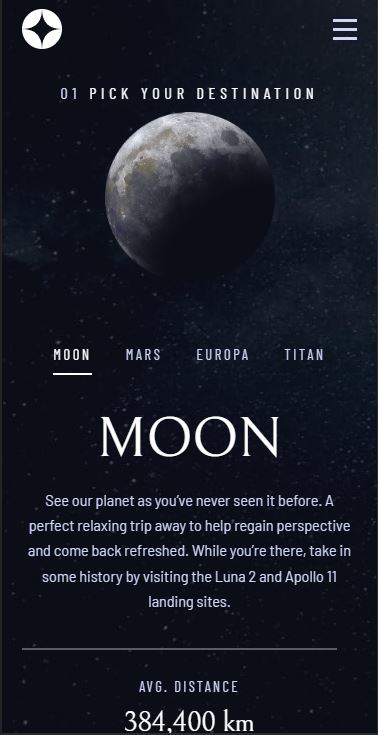 01 PICK YOUR DESTINATION
MOON MARS EUROPA TITAN
MOON
See our planet as you’ve never seen it before. A
perfect relaxing trip away to help regain perspective
and come back refreshed. While you’re there, take in
some history by visiting the Luna 2 and Apollo 11
landing sites.
AVG. DISTANCE
384,400 km